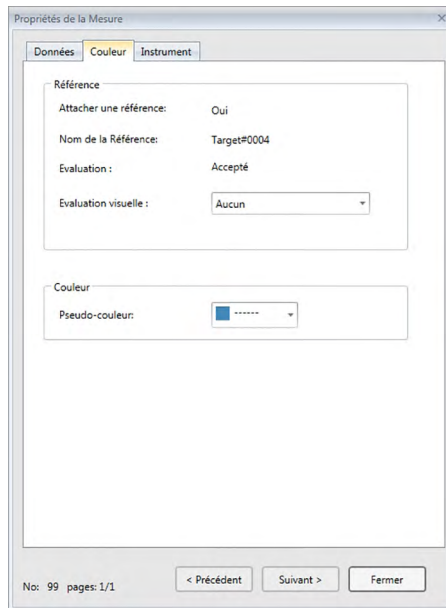 Propriétés de la Mesure
Données Couleur Instrument
Référence
Attacher une référence: Oui
Nom de la Référence: Target#0004
Evaluation : Accepté
Evaluation visuelle : Aucun
Couleur
Pseudo-couleur: ------
No: 99 pages: 1/1 < Précédent Suivant > Fermer